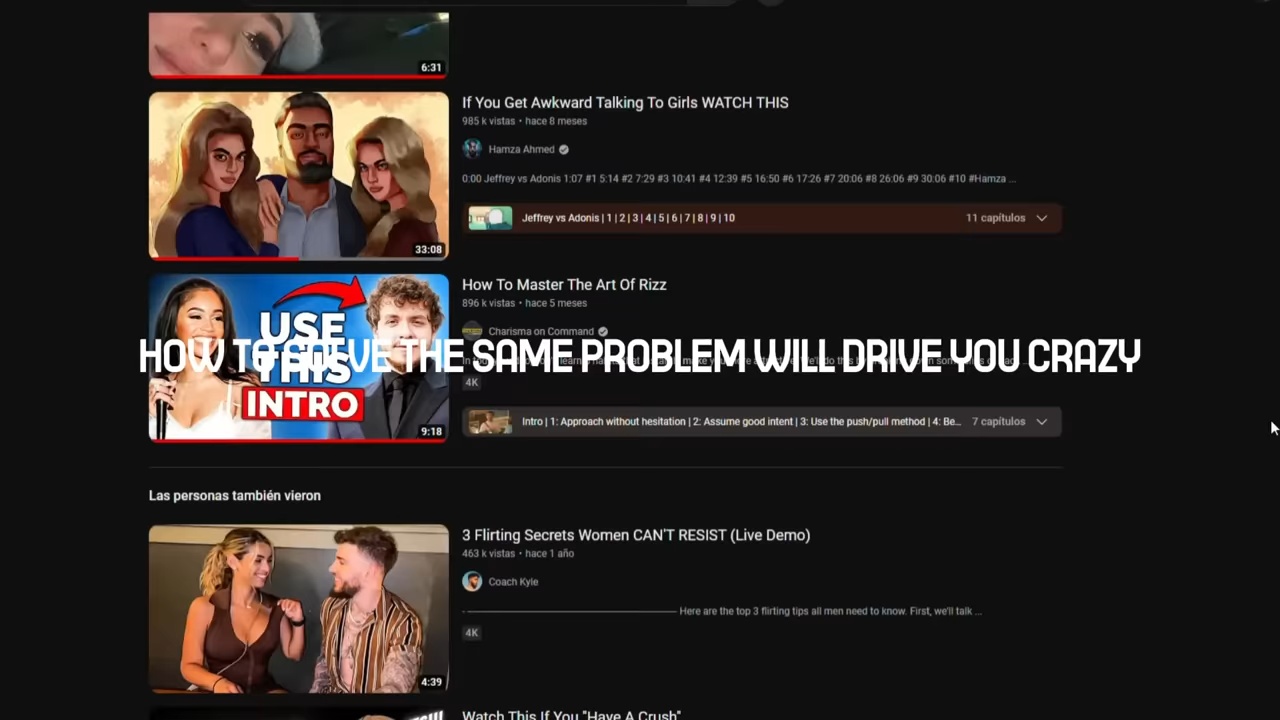 6:31
If You Get Awkward Talking To Girls WATCH THIS
985 k vistas • hace 8 meses
Hamza Ahmed
0:00 Jeffrey vs Adonis 1:07 #1 5:14 #2 7:29 #3 10:41 #4 12:39 #5 16:50 #6 17:26 #7 20:06 #8 26:06 #9 30:06 #10 #Hamza ...
Jeffrey vs Adonis | 1 | 2 | 3 | 4 | 5 | 6 | 7 | 8 | 9 | 10
11 capítulos
33:08
How To Master The Art Of Rizz
896 k vistas • hace 5 meses
USE
THIS
INTRO
Charisma on Command
HOW TO SOLVE THE SAME PROBLEM WILL DRIVE YOU CRAZY
4K
Intro | 1: Approach without hesitation | 2: Assume good intent | 3: Use the push/pull method | 4: Be...
7 capítulos
9:18
Las personas también vieron
3 Flirting Secrets Women CAN'T RESIST (Live Demo)
463 k vistas • hace 1 año
Coach Kyle
Here are the top 3 flirting tips all men need to know. First, we'll talk ...
4K
4:39
Watch This If You "Have A Crush"